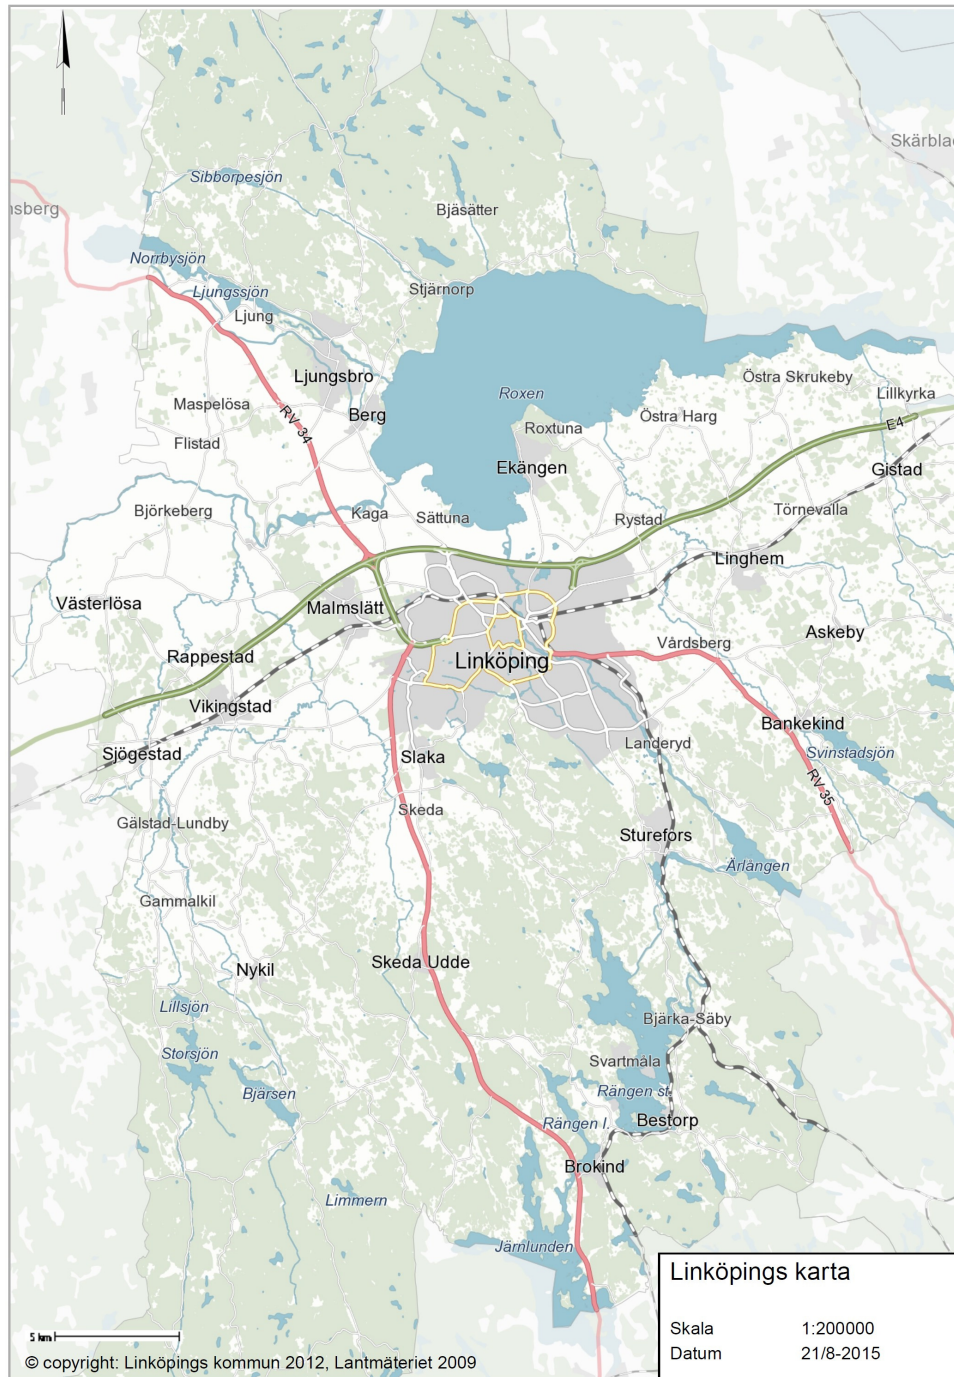 Skärblac
Sibborpesjön
nsberg
Bjäsätter
Norrbysjön
Stjärnorp
Ljungssjön
Ljung
Ljungsbro
Östra Skrukeby
Roxen
Lillkyrka
Maspelösa
Berg
RV 34
Östra Harg
E4
Roxtuna
Flistad
Ekängen
Gistad
Björkeberg
Kaga
Sättuna
Rystad
Törnevalla
Linghem
Västerlösa
Malmslätt
Askeby
Vårdsberg
Rappestad
Linköping
Vikingstad
Bankekind
Sjögestad
Slaka
Landeryd
Svinstadsjön
RV 35
Skeda
Gälstad-Lundby
Sturefors
Ärlången
Gammalkil
Skeda Udde
Nykil
Lillsjön
Bjärka-Säby
Storsjön
Svartmåla
Bjärsen
Rängen st.
Rängen l.
Bestorp
Brokind
Limmern
Järnlunden
Linköpings karta
Skala 1:200000
Datum 21/8-2015
5 km
© copyright: Linköpings kommun 2012, Lantmäteriet 2009